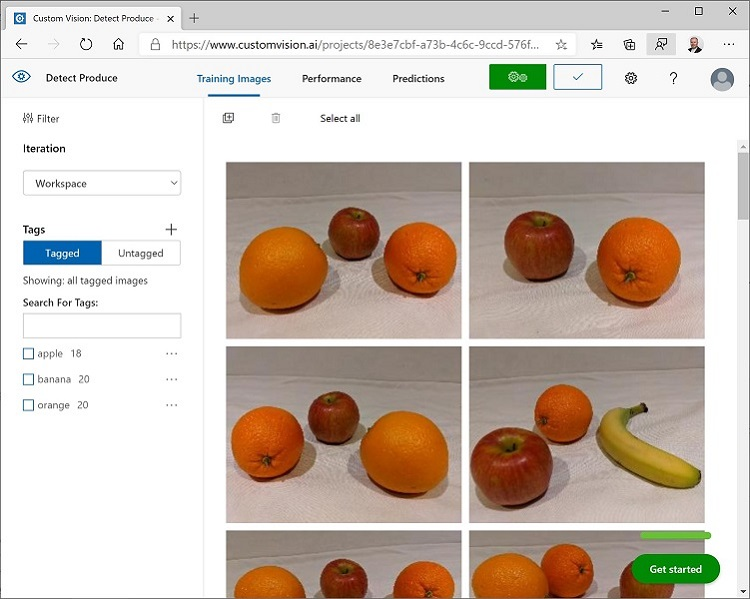 Custom Vision: Detect Produce -
https://www.customvision.ai/projects/8e3e7cbf-a73b-4c6c-9ccd-576f...
Detect Produce
Training Images
Performance
Predictions
?
Filter
Select all
Iteration
Workspace
Tags
Tagged
Untagged
Showing: all tagged images
Search For Tags:
apple 18 ...
banana 20 ...
orange 20 ...
Get started